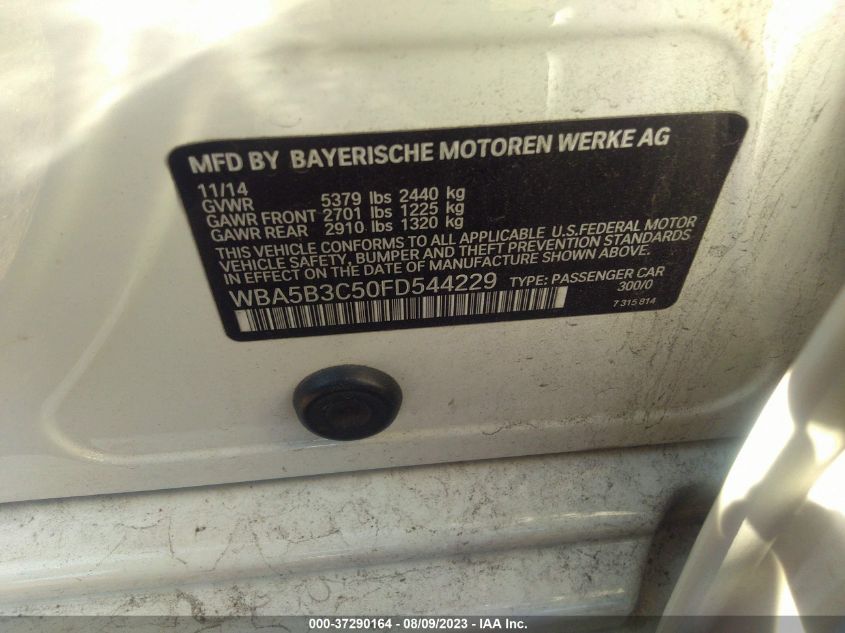 MFD BY BAYERISCHE MOTOREN WERKE AG
11/14
GVWR 5379 lbs 2440 kg
GAWR FRONT 2701 lbs 1225 kg
GAWR REAR 2910 lbs 1320 kg
THIS VEHICLE CONFORMS TO ALL APPLICABLE U.S.FEDERAL MOTOR
VEHICLE SAFETY, BUMPER AND THEFT PREVENTION STANDARDS
IN EFFECT ON THE DATE OF MANUFACTURE SHOWN ABOVE.
WBA5B3C50FD544229 TYPE: PASSENGER CAR
300/0
7 315 814
000-37290164 - 08/09/2023 - IAA Inc.